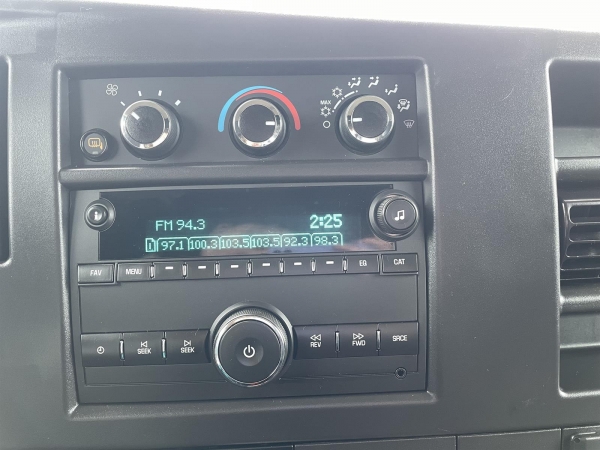 MAX
FM 94.3 2:25
1 97.1 100.3 103.5 103.5 92.3 98.3
FAV MENU EQ CAT
SEEK SEEK REV FWD SRCE